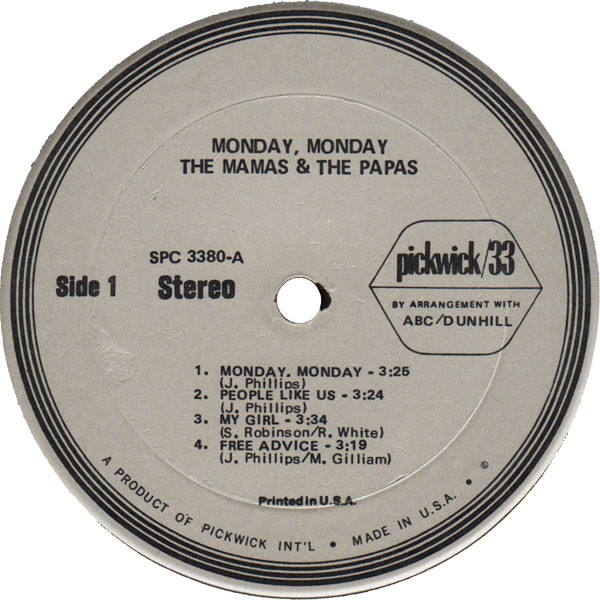 MONDAY, MONDAY
THE MAMAS & THE PAPAS
SPC 3380-A
Side 1 Stereo
pickwick/33
BY ARRANGEMENT WITH
ABC/DUNHILL
1. MONDAY, MONDAY - 3:25
(J. Phillips)
2. PEOPLE LIKE US - 3:24
(J. Phillips)
3. MY GIRL - 3:34
(S. Robinson/R. White)
4. FREE ADVICE - 3:19
(J. Phillips/M. Gilliam)
Printed in U.S.A.
A PRODUCT OF PICKWICK INT'L • MADE IN U.S.A. • ©